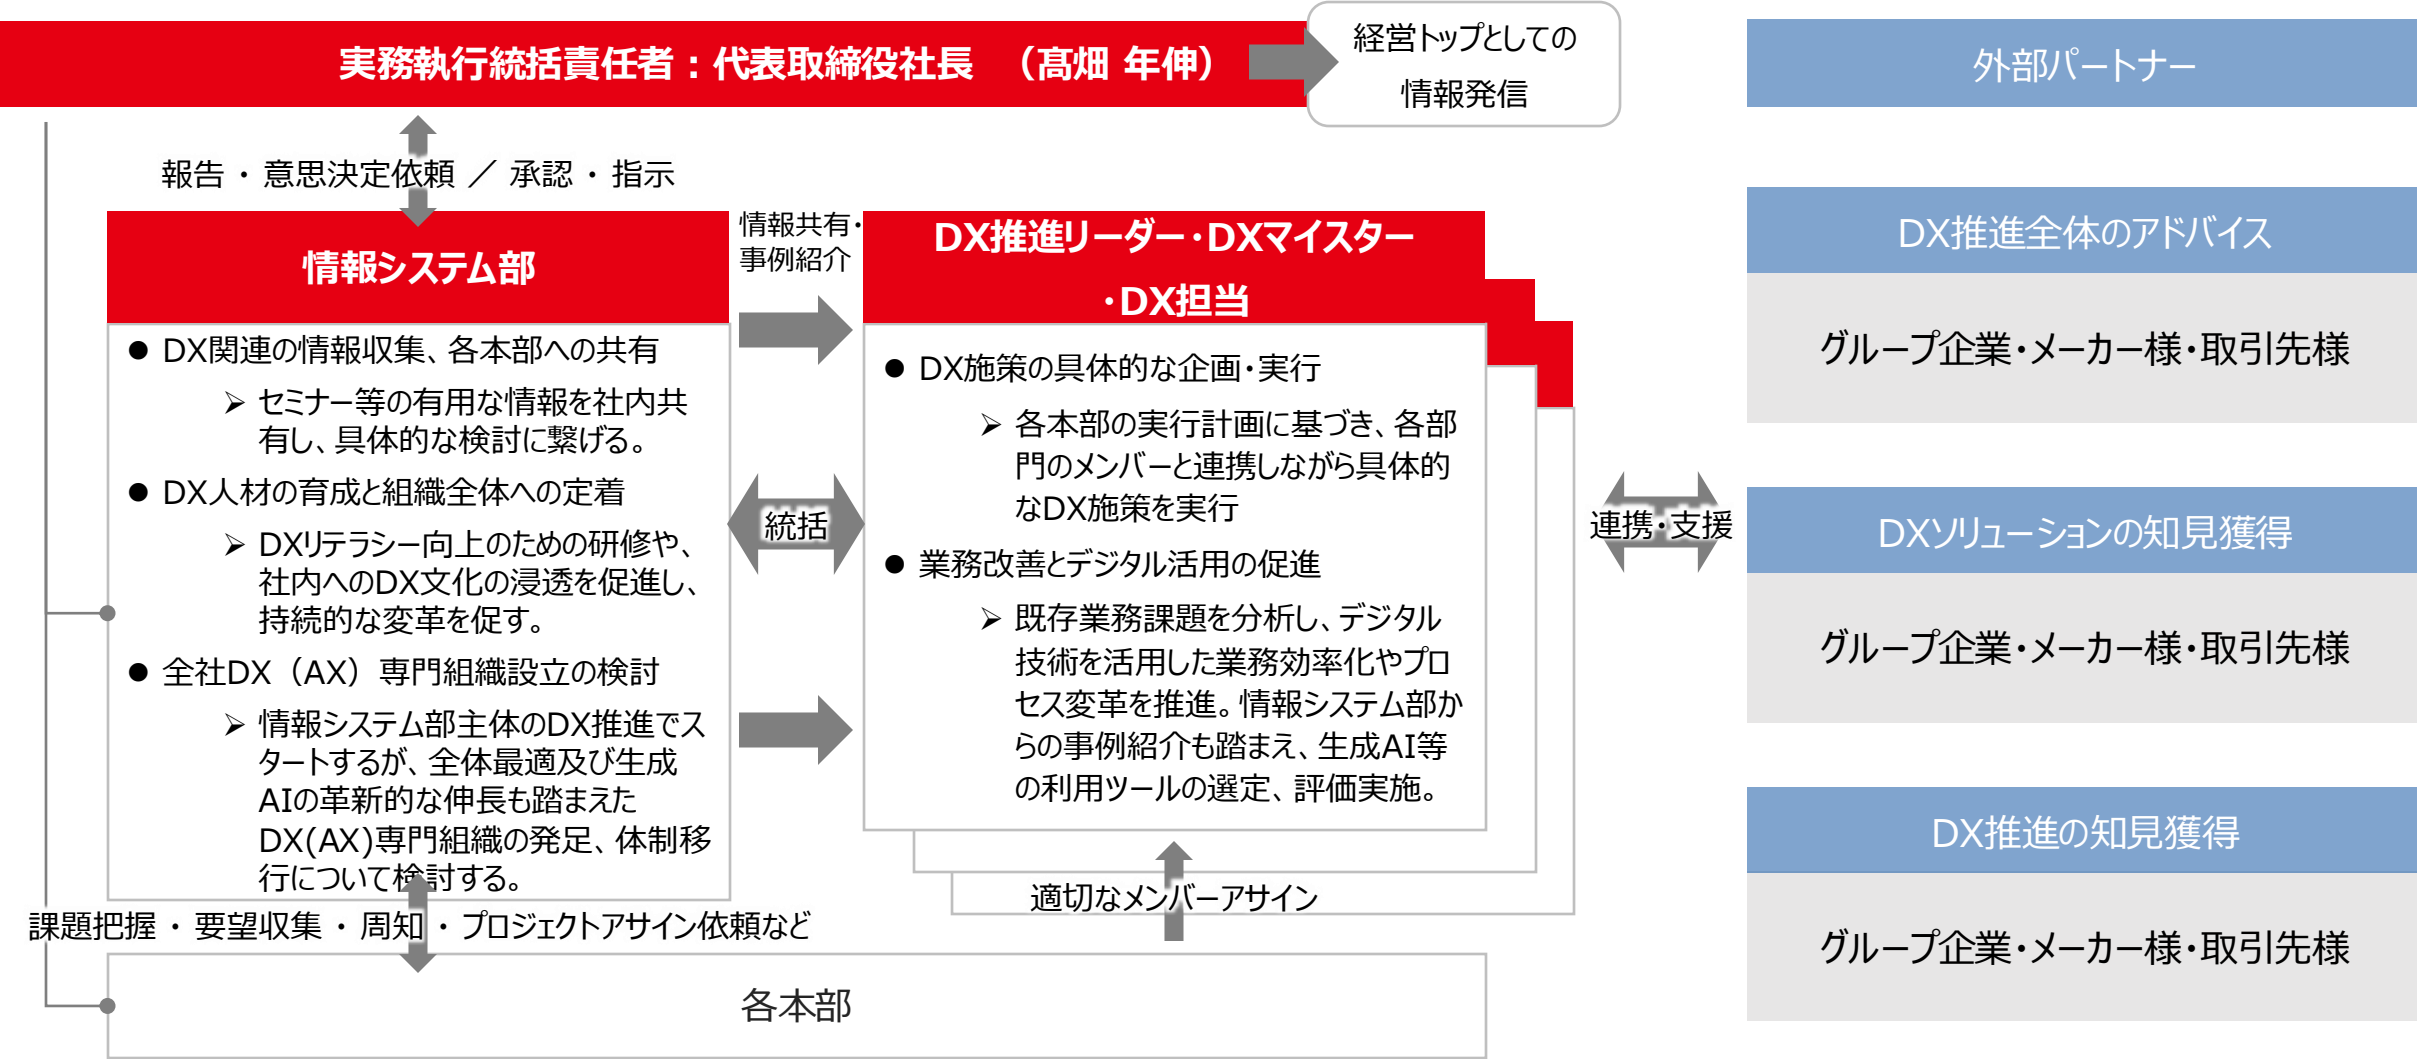 実務執行統括責任者：代表取締役社長　（髙畑 年伸）
経営トップとしての
情報発信
報告 ・ 意思決定依頼 ／ 承認 ・ 指示
情報システム部
● DX関連の情報収集、各本部への共有
➢ セミナー等の有用な情報を社内共
有し、具体的な検討に繋げる。
● DX人材の育成と組織全体への定着
➢ DXリテラシー向上のための研修や、
社内へのDX文化の浸透を促進し、
持続的な変革を促す。
● 全社DX（AX）専門組織設立の検討
➢ 情報システム部主体のDX推進でス
タートするが、全体最適及び生成
AIの革新的な伸長も踏まえた
DX(AX)専門組織の発足、体制移
行について検討する。
情報共有・
事例紹介
統括
DX推進リーダー・DXマイスター
・DX担当
● DX施策の具体的な企画・実行
➢ 各本部の実行計画に基づき、各部
門のメンバーと連携しながら具体的
なDX施策を実行
● 業務改善とデジタル活用の促進
➢ 既存業務課題を分析し、デジタル
技術を活用した業務効率化やプロ
セス変革を推進。情報システム部か
らの事例紹介も踏まえ、生成AI等
の利用ツールの選定、評価実施。
適切なメンバーアサイン
課題把握 ・ 要望収集 ・ 周知 ・ プロジェクトアサイン依頼など
各本部
連携・支援
外部パートナー
DX推進全体のアドバイス
グループ企業・メーカー様・取引先様
DXソリューションの知見獲得
グループ企業・メーカー様・取引先様
DX推進の知見獲得
グループ企業・メーカー様・取引先様